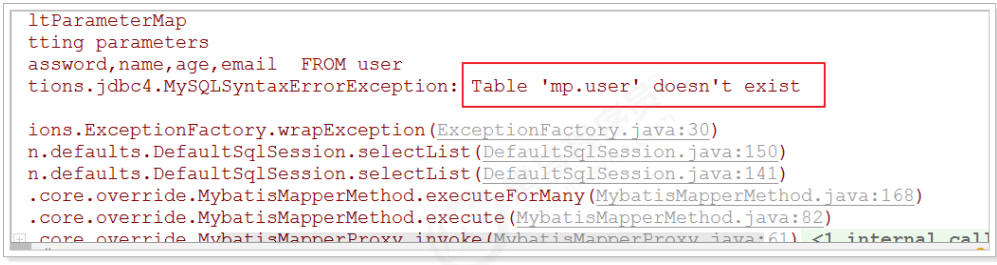 ltParameterMap
tting parameters
assword,name,age,email  FROM user
tions.jdbc4.MySQLSyntaxErrorException: Table 'mp.user' doesn't exist
ions.ExceptionFactory.wrapException(ExceptionFactory.java:30)
n.defaults.DefaultSqlSession.selectList(DefaultSqlSession.java:150)
n.defaults.DefaultSqlSession.selectList(DefaultSqlSession.java:141)
.core.override.MybatisMapperMethod.executeForMany(MybatisMapperMethod.java:168)
.core.override.MybatisMapperMethod.execute(MybatisMapperMethod.java:82)
.core.override.MybatisMapperProxy.invoke(MybatisMapperProxy.java:61) <1 internal call